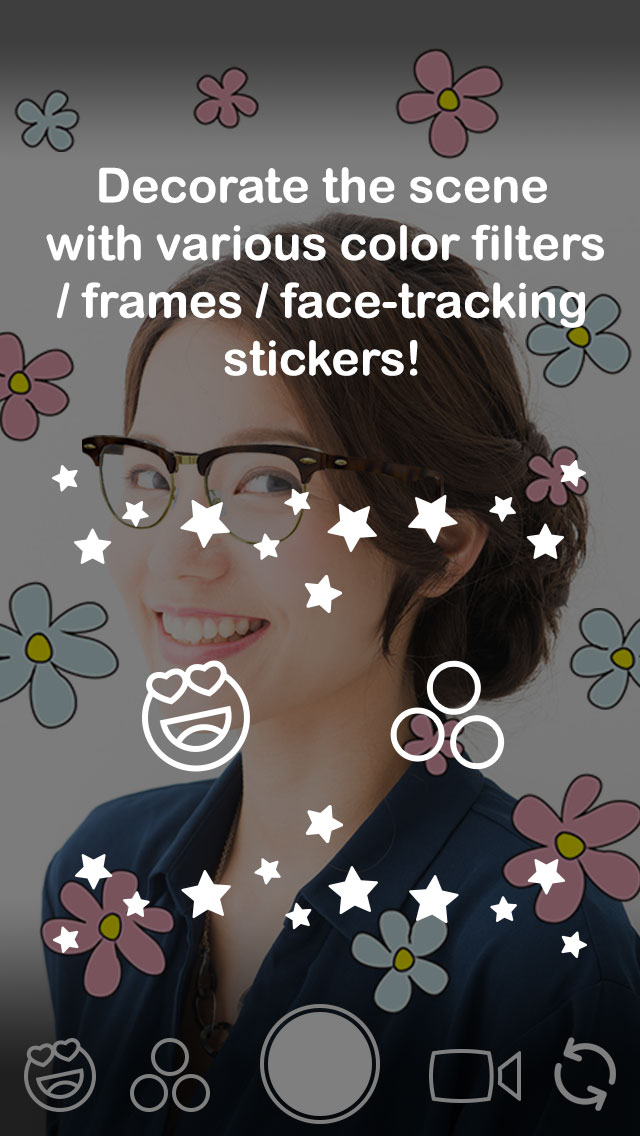 Decorate the scene
with various color filters
/ frames / face-tracking
stickers!